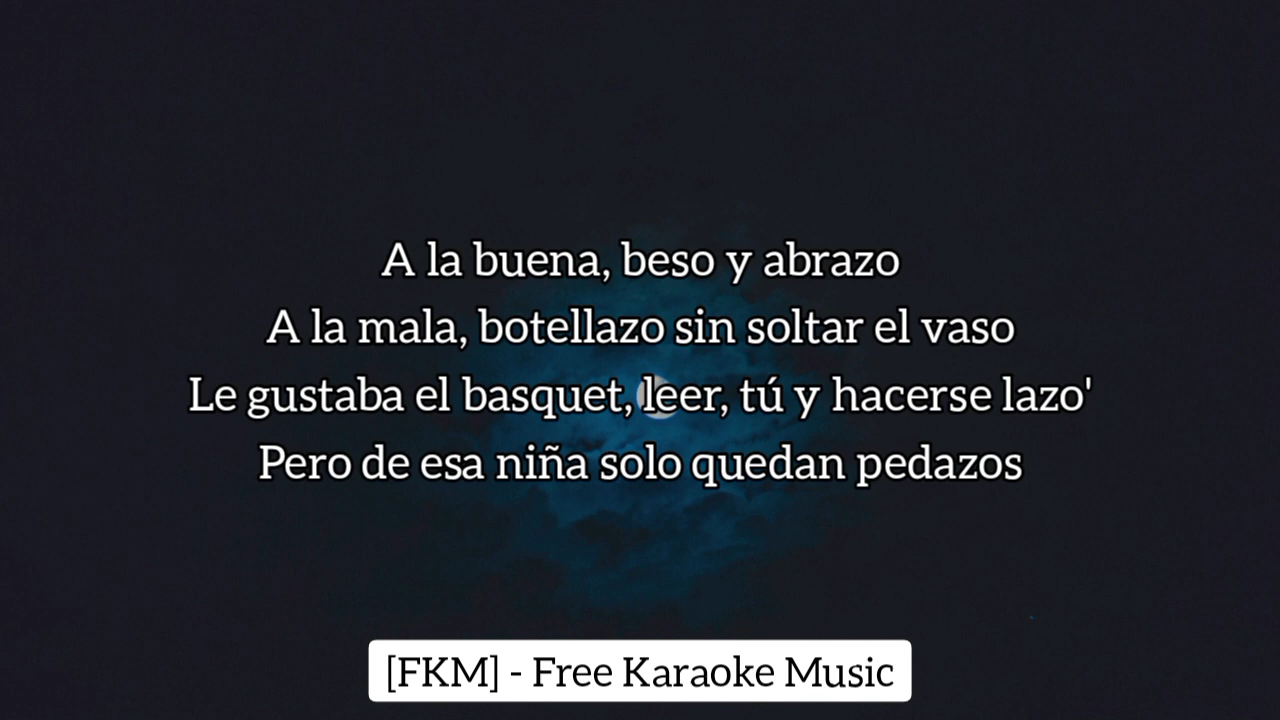 A la buena, beso y abrazo
A la mala, botellazo sin soltar el vaso
Le gustaba el basquet, leer, tú y hacerse lazo'
Pero de esa niña solo quedan pedazos
[FKM] - Free Karaoke Music